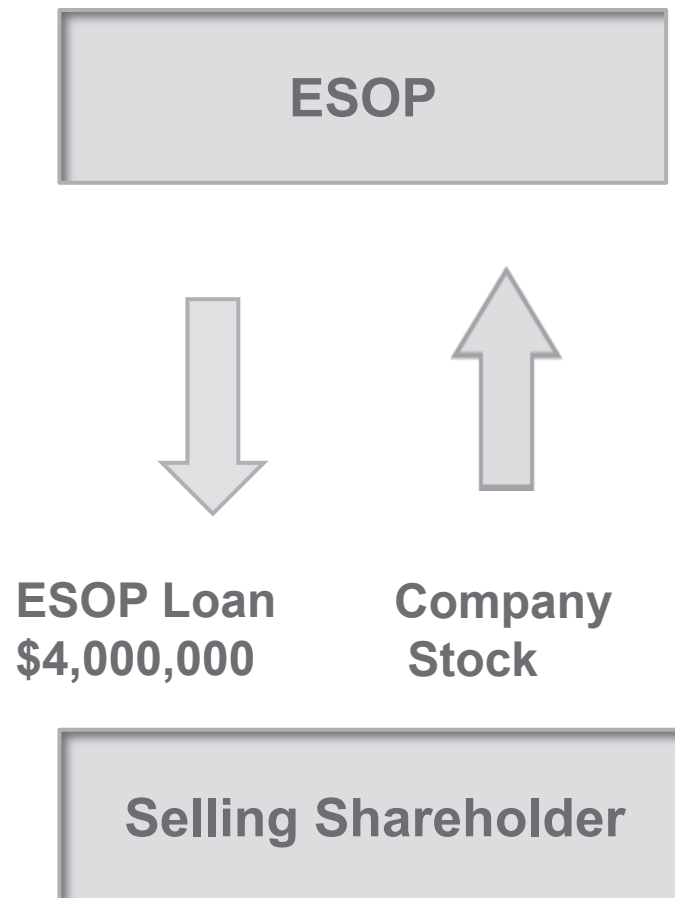 ESOP
ESOP Loan
$4,000,000
Company
Stock
Selling Shareholder